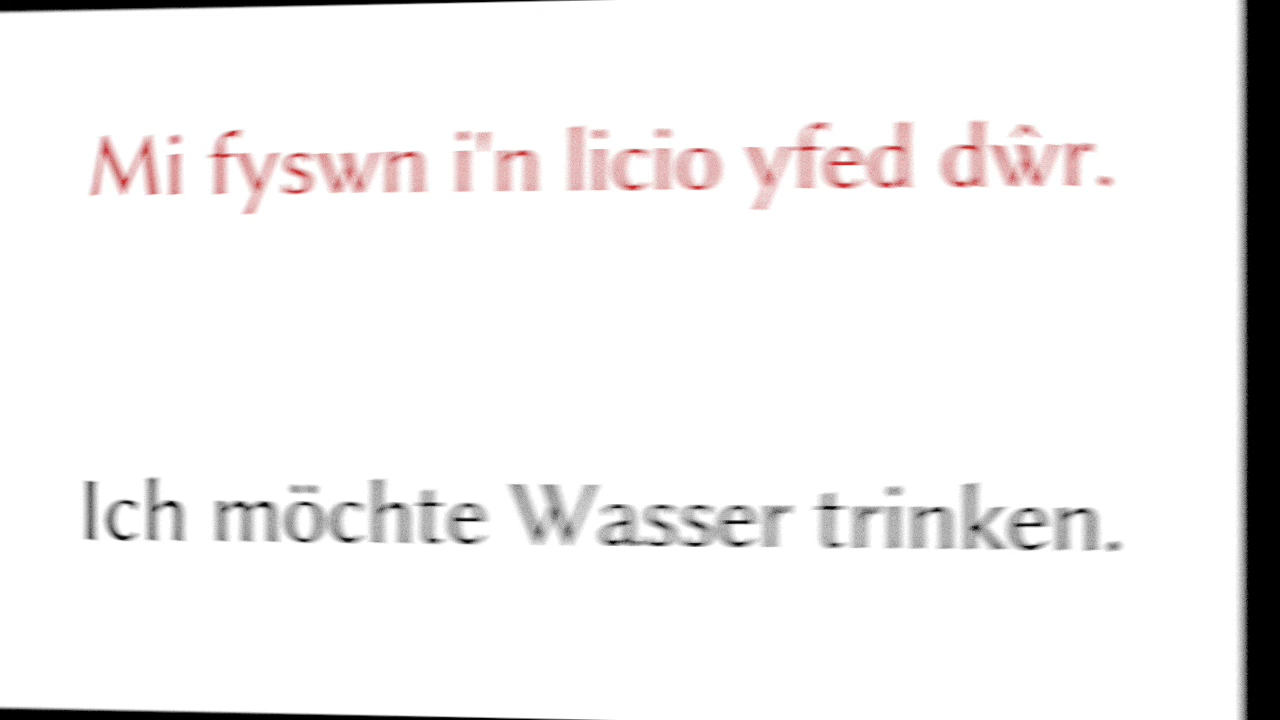 Mi fyswn i'n licio yfed dŵr.
Ich möchte Wasser trinken.